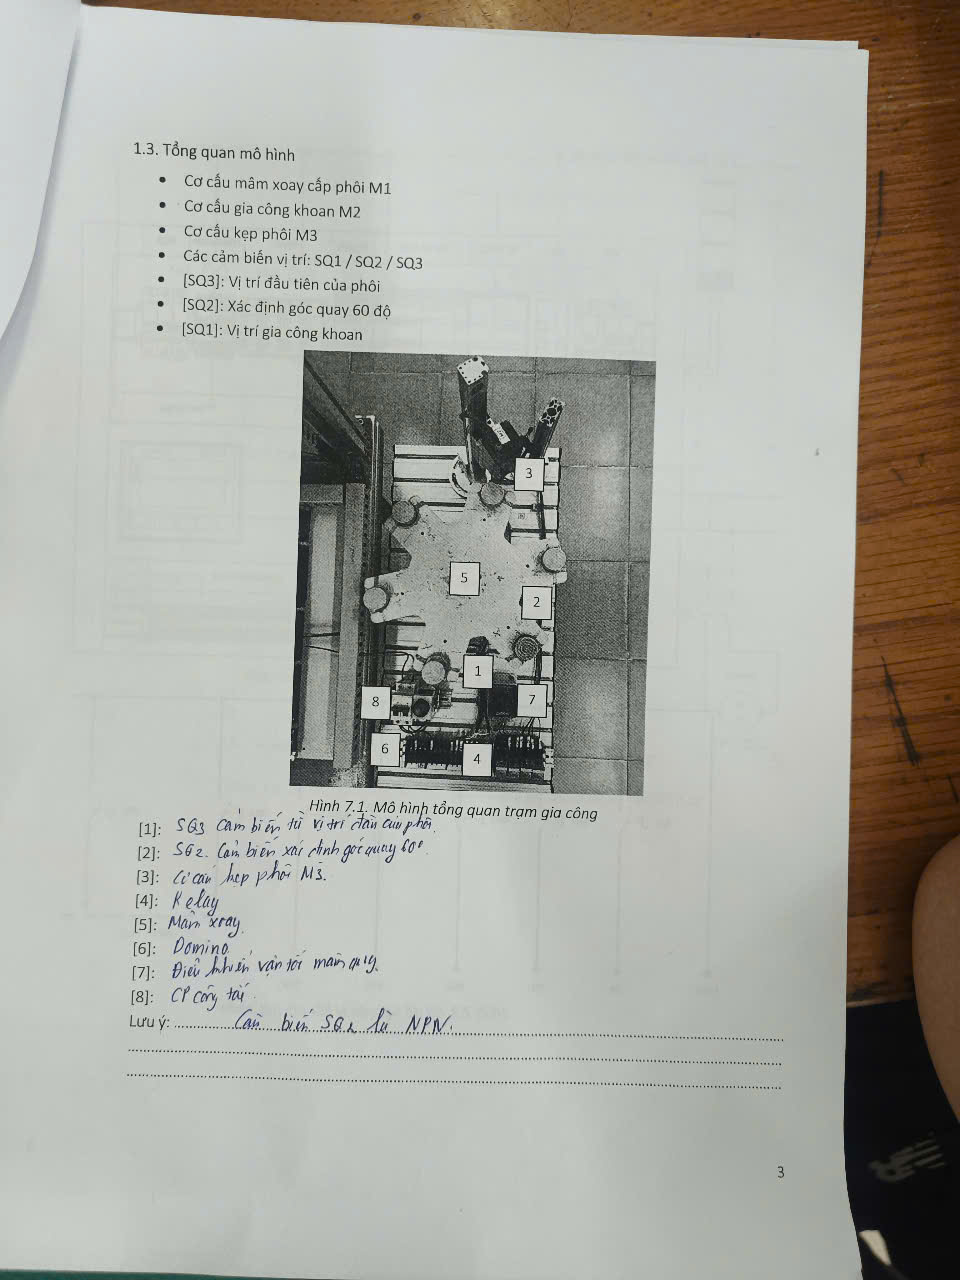 1.3. Tổng quan mô hình
• Cơ cấu mâm xoay cấp phôi M1
• Cơ cấu gia công khoan M2
• Cơ cấu kẹp phôi M3
• Các cảm biến vị trí: SQ1 / SQ2 / SQ3
• [SQ3]: Vị trí đầu tiên của phôi
• [SQ2]: Xác định góc quay 60 độ
• [SQ1]: Vị trí gia công khoan
3
5
2
1
8
7
6
4
Hình 7.1. Mô hình tổng quan trạm gia công
[1]: SQ3 Cảm biến từ vị trí đầu của phôi.
[2]: SQ2. Cảm biến xác định góc quay 60°.
[3]: Cơ cấu kẹp phôi M3.
[4]: Relay
[5]: Mâm xoay.
[6]: Domino
[7]: Điều khiển vận tốc mâm quay.
[8]: CP công tắc.
Lưu ý: Cảm biến SQ2 là NPN.
3